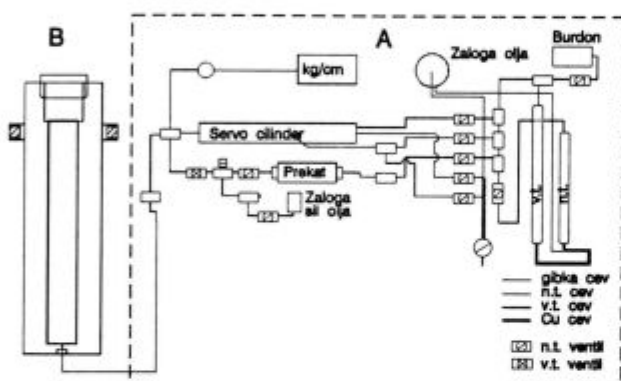 B
A
Burdon
Zaloga olja
kg/cm
Servo cilinder
Prekat
Zaloga
sil olja
v.t.
n.t.
gibka cev
n.t. cev
v.t. cev
Cu cev
n.t. ventil
v.t. ventil